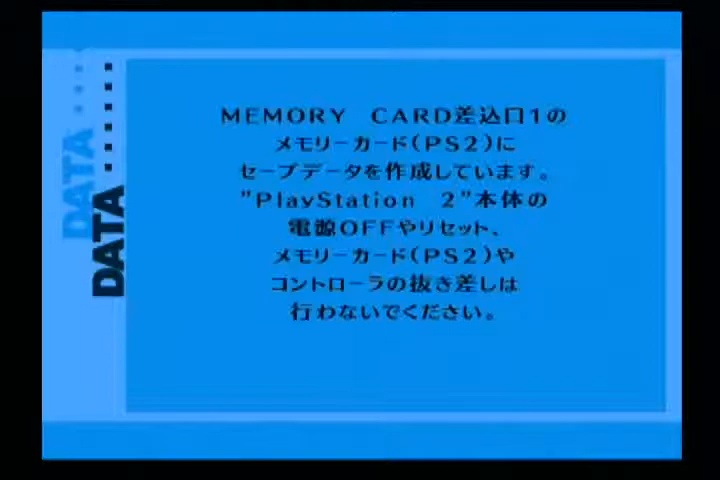 DATA
DATA
MEMORY CARD差込口1の
メモリーカード(PS2)に
セーブデータを作成しています。
"PlayStation 2"本体の
電源OFFやリセット、
メモリーカード(PS2)や
コントローラの抜き差しは
行わないでください。